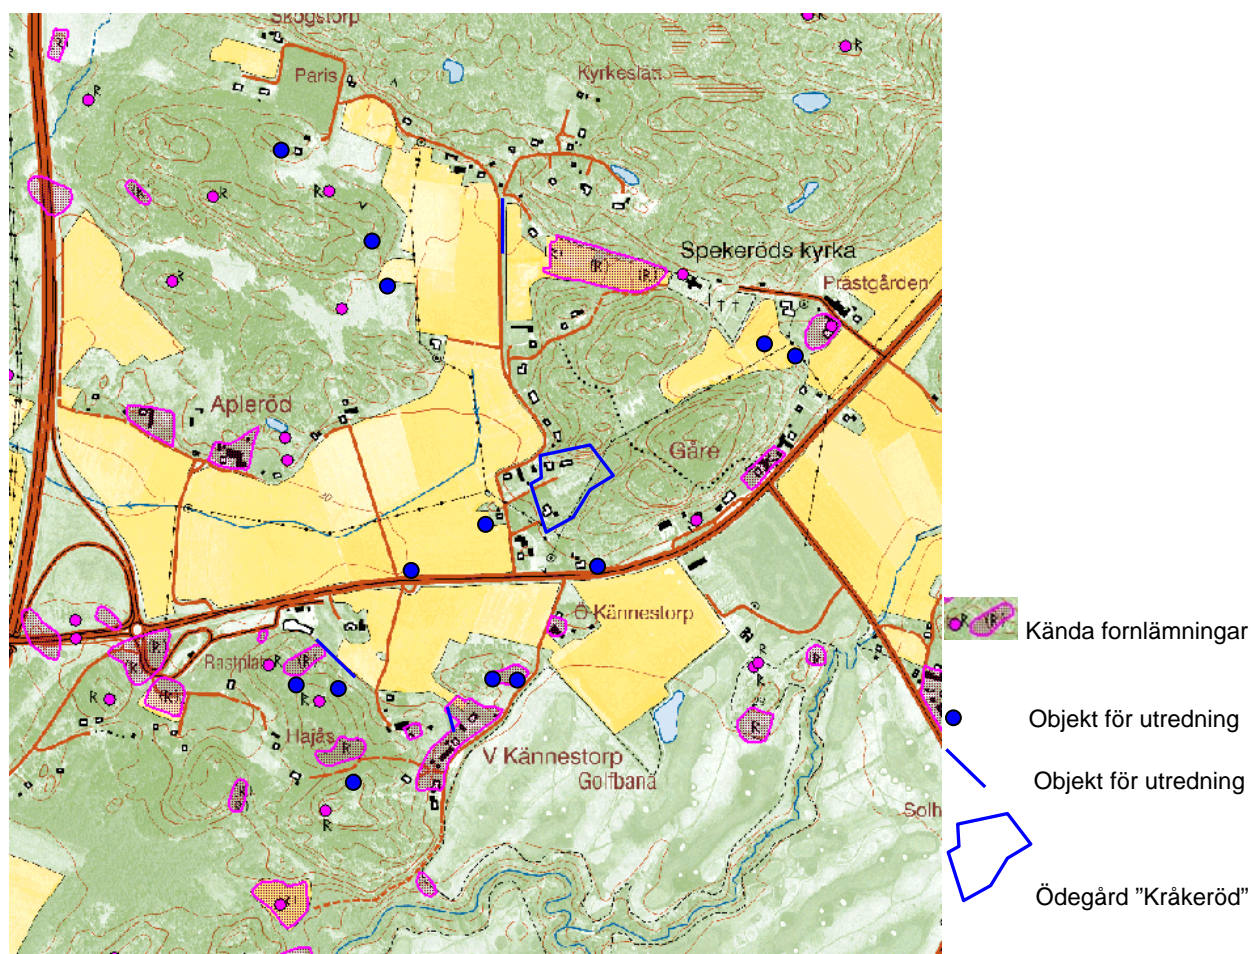 Skogstorp
Paris
Kyrkeslätt
Spekeröds kyrka
Prästgården
Apleröd
Gåre
Ö Kännestorp
Rastplats
Hajås
V Kännestorp
Golfbana
Solh
Kända fornlämningar
Objekt för utredning
Objekt för utredning
Ödegård ”Kråkeröd”